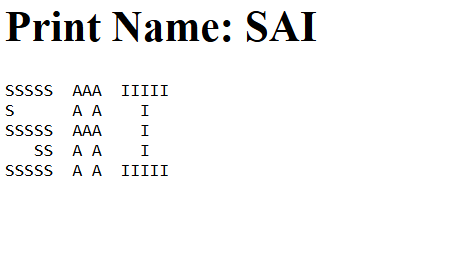 Print Name: SAI
SSSSS  AAA  IIIII
S      A A    I
SSSSS  AAA    I
   SS  A A    I
SSSSS  A A  IIIII